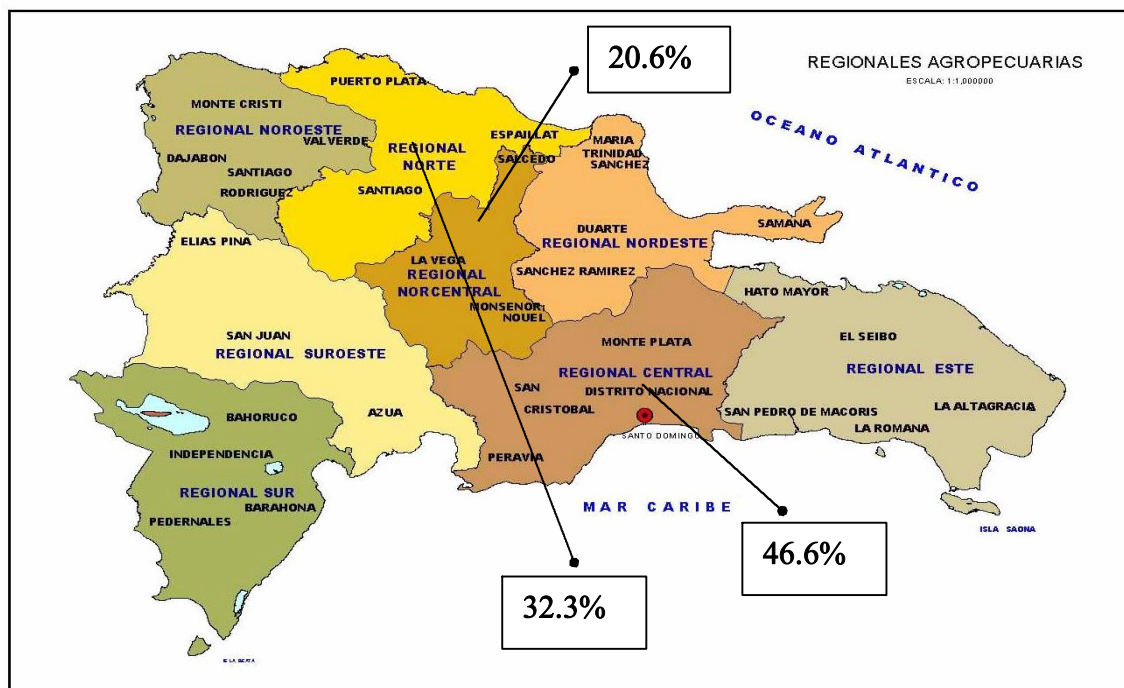 20.6%
REGIONALES AGROPECUARIAS
ESCALA: 1:1,000000
OCEANO ATLANTICO
PUERTO PLATA
MONTE CRISTI
REGIONAL NOROESTE
VALVERDE
DAJABON
SANTIAGO
RODRIGUEZ
REGIONAL
NORTE
SANTIAGO
ESPAILLAT
SALCEDO
MARIA
TRINIDAD
SANCHEZ
DUARTE
REGIONAL NORDESTE
SAMANA
SANCHEZ RAMIREZ
ELIAS PINA
LA VEGA
REGIONAL
NORCENTRAL
MONSENOR
NOUEL
HATO MAYOR
EL SEIBO
REGIONAL ESTE
LA ALTAGRACIA
SAN PEDRO DE MACORIS
LA ROMANA
SAN JUAN
REGIONAL SUROESTE
AZUA
MONTE PLATA
REGIONAL CENTRAL
DISTRITO NACIONAL
SAN
CRISTOBAL
SANTO DOMINGO
PERAVIA
BAHORUCO
INDEPENDENCIA
REGIONAL SUR
BARAHONA
PEDERNALES
MAR CARIBE
ISLA SAONA
46.6%
32.3%